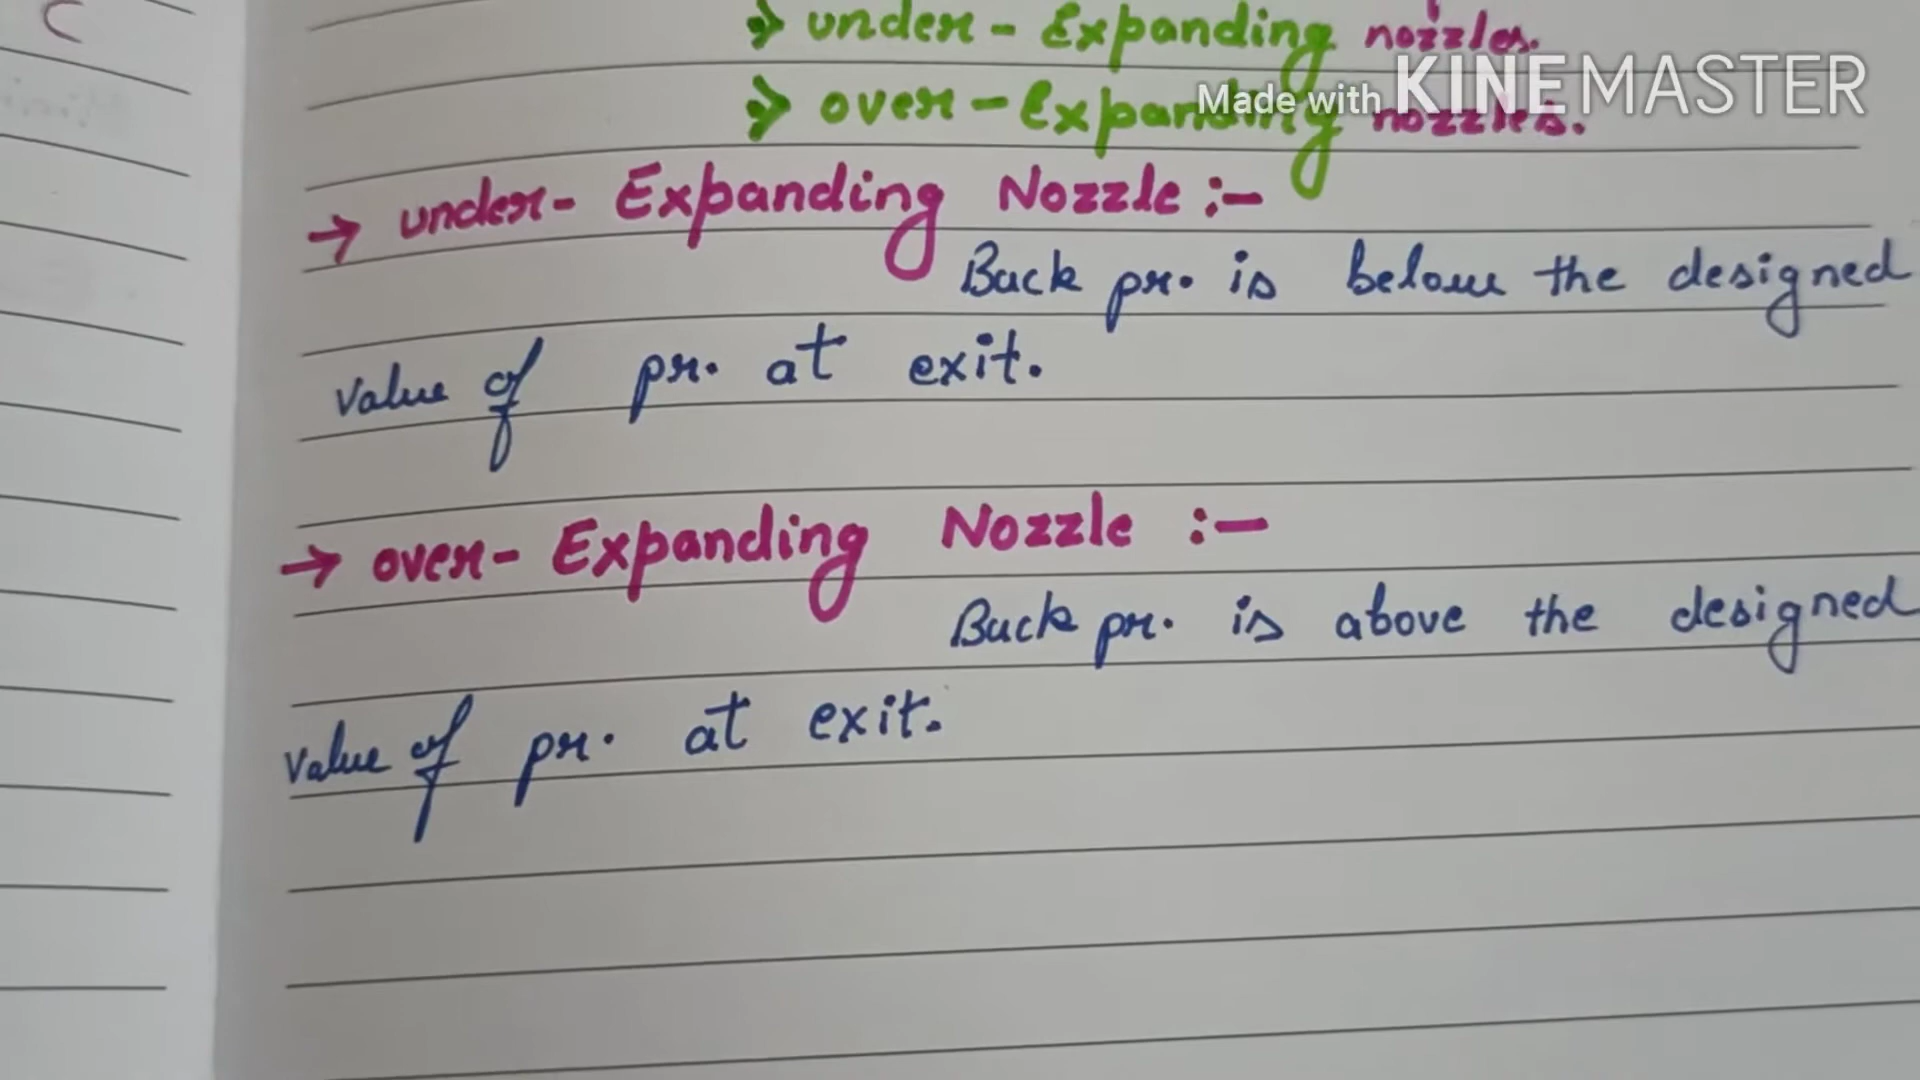 → under - Expanding nozzles.
→ over - Expanding nozzles.
Made with KINEMASTER
→ under - Expanding Nozzle :-
Back pr. is below the designed
value of pr. at exit.
→ over - Expanding Nozzle :-
Back pr. is above the designed
value of pr. at exit.